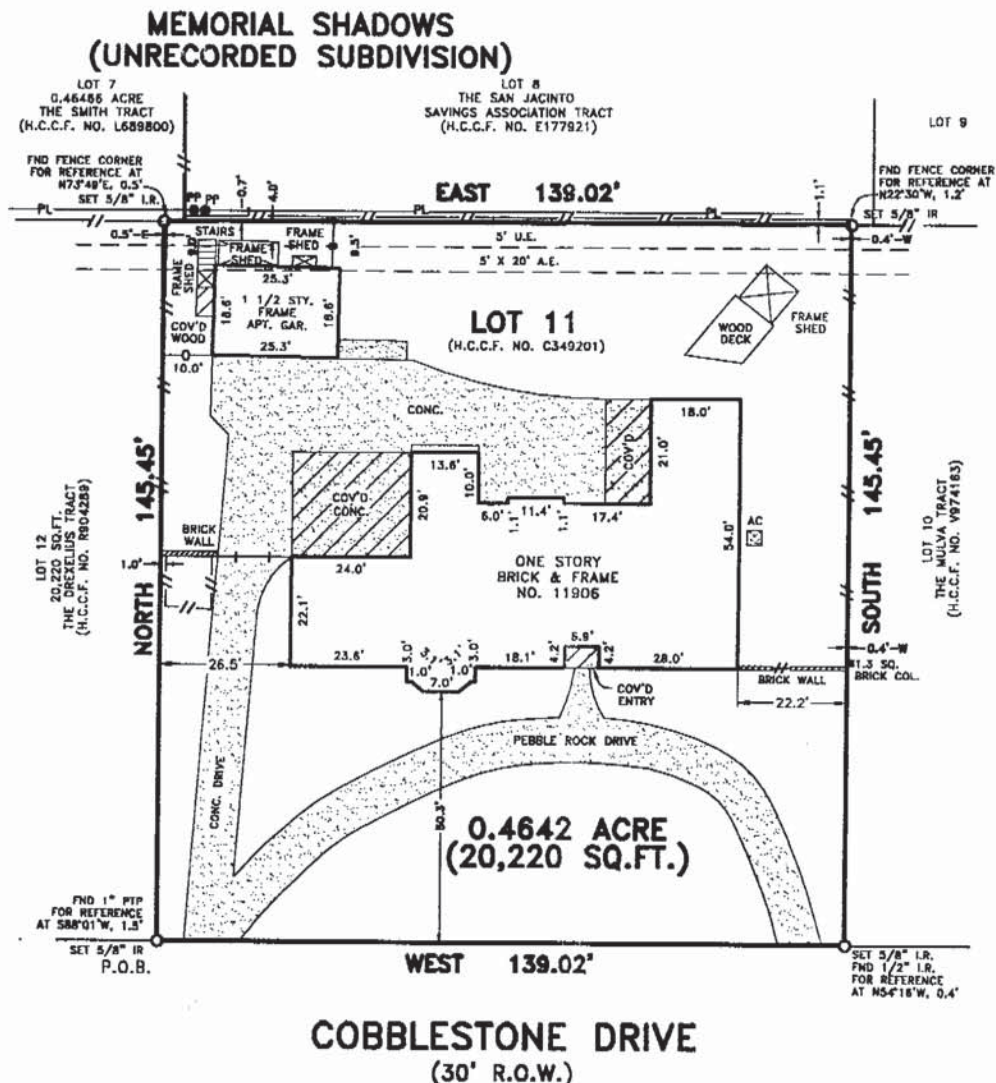 MEMORIAL SHADOWS
(UNRECORDED SUBDIVISION)
LOT 7
0.46466 ACRE
THE SMITH TRACT
(H.C.C.F. NO. L689800)
LOT 8
THE SAN JACINTO
SAVINGS ASSOCIATION TRACT
(H.C.C.F. NO. E177921)
LOT 9
FND FENCE CORNER
FOR REFERENCE AT
N73°49'E, 0.5'
SET 5/8" I.R.
FND FENCE CORNER
FOR REFERENCE AT
N22°30'W, 1.2'
SET 5/8" IR
PP
PP
0.7'
4.0'
EAST 139.02'
1.1'
PL
PL
PL
0.5'-E
0.4'-W
STAIRS
FRAME
SHED
FRAME
SHED
9.5'
5' U.E.
5' X 20' A.E.
FRAME
SHED
25.3'
1 1/2 STY.
FRAME
APT. GAR.
18.6'
18.6'
25.3'
COV'D
WOOD
10.0'
LOT 11
(H.C.C.F. NO. C349201)
WOOD
DECK
FRAME
SHED
CONC.
COV'D
18.0'
21.0'
13.6'
10.0'
COV'D
CONC.
20.9'
6.0'
1.1'
11.4'
1.1'
17.4'
54.0'
AC
NORTH 145.45'
SOUTH 145.45'
LOT 12
20,220 SQ.FT.
THE DREXELIUS TRACT
(H.C.C.F. NO. R904289)
LOT 10
THE MULVA TRACT
(H.C.C.F. NO. V974163)
BRICK
WALL
1.0'
24.0'
ONE STORY
BRICK & FRAME
NO. 11906
22.1'
26.5'
23.6'
3.0'
5.1'
5.1'
3.0'
1.0'
1.0'
7.0'
18.1'
4.2'
5.9'
4.2'
28.0'
0.4'-W
1.3 SQ.
BRICK COL.
BRICK WALL
COV'D
ENTRY
22.2'
PEBBLE ROCK DRIVE
CONC. DRIVE
50.3'
0.4642 ACRE
(20,220 SQ.FT.)
FND 1" PTP
FOR REFERENCE
AT S88°01'W, 1.5'
SET 5/8" IR
P.O.B.
WEST 139.02'
SET 5/8" I.R.
FND 1/2" I.R.
FOR REFERENCE
AT N54°16'W, 0.4'
COBBLESTONE DRIVE
(30' R.O.W.)